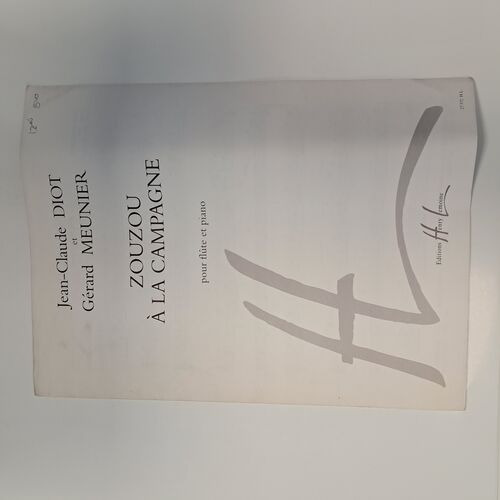 Jean-Claude DIOT
et
Gérard MEUNIER
ZOUZOU
À LA CAMPAGNE
pour flûte et piano
Editions Henry Lemoine